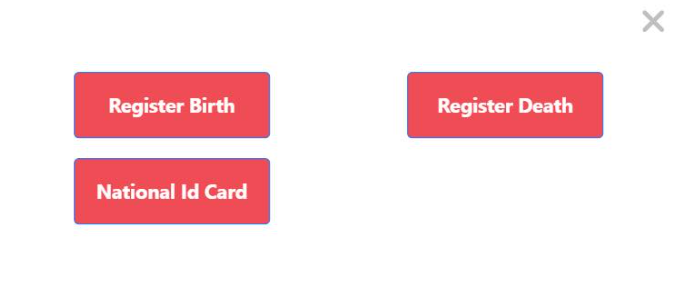 Register Birth
Register Death
National Id Card